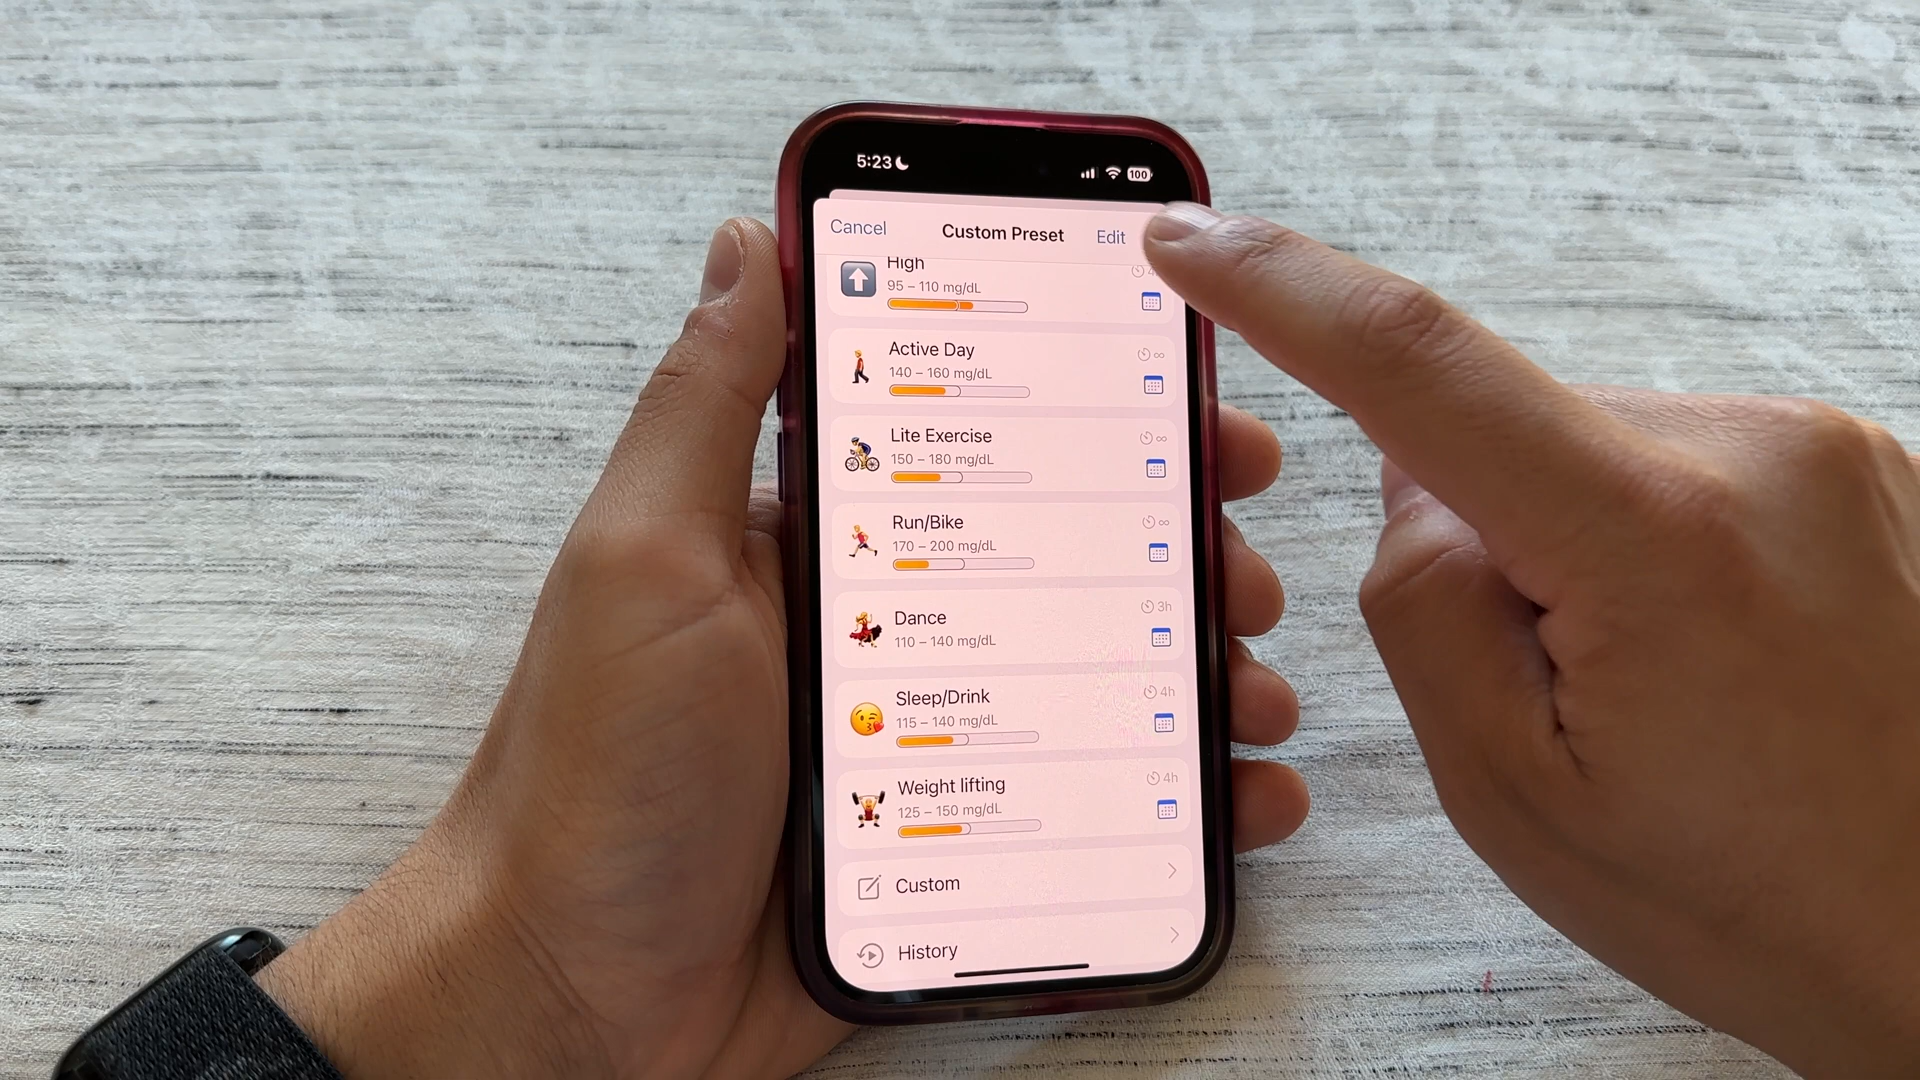 5:23
100
Cancel
Custom Preset
Edit
High
95 – 110 mg/dL
Active Day
∞
140 – 160 mg/dL
Lite Exercise
∞
150 – 180 mg/dL
Run/Bike
∞
170 – 200 mg/dL
Dance
3h
110 – 140 mg/dL
Sleep/Drink
4h
115 – 140 mg/dL
Weight lifting
4h
125 – 150 mg/dL
Custom
History